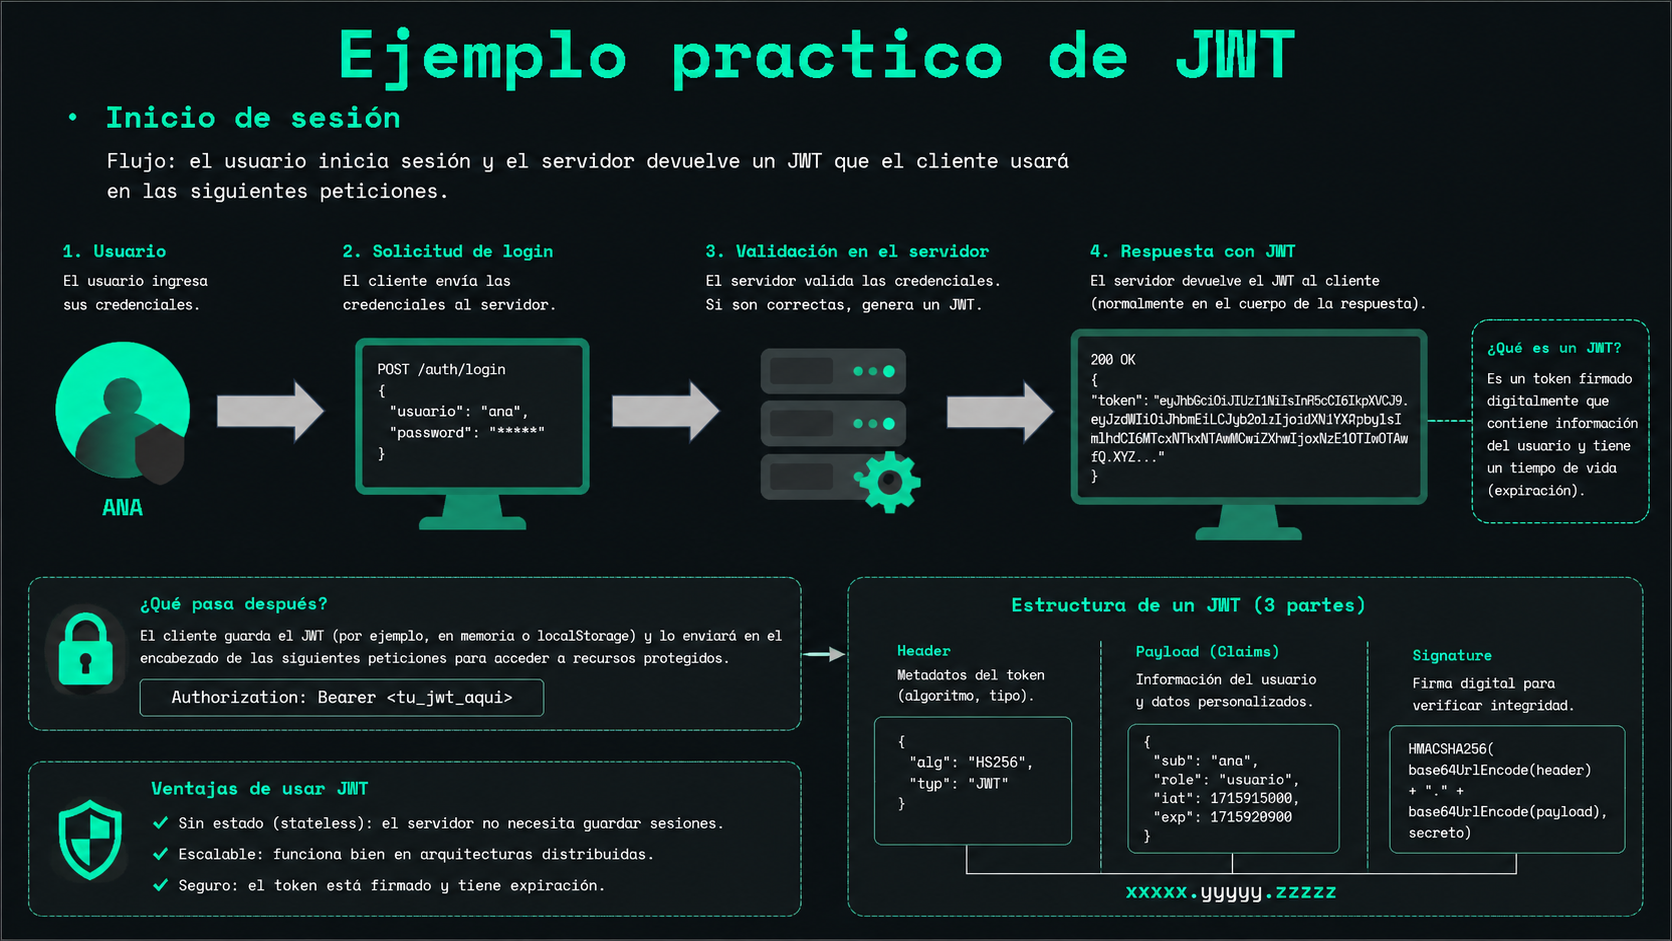 Ejemplo practico de JWT
• Inicio de sesión
Flujo: el usuario inicia sesión y el servidor devuelve un JWT que el cliente usará
en las siguientes peticiones.
1. Usuario
El usuario ingresa
sus credenciales.
ANA
2. Solicitud de login
El cliente envía las
credenciales al servidor.
POST /auth/login
{
"usuario": "ana",
"password": "*****"
}
3. Validación en el servidor
El servidor valida las credenciales.
Si son correctas, genera un JWT.
4. Respuesta con JWT
El servidor devuelve el JWT al cliente
(normalmente en el cuerpo de la respuesta).
200 OK
{
"token": "eyJhbGciOiJIUzI1NiIsInR5cCI6IkpXVCJ9.
fQ.XYZ..."
}
¿Qué es un JWT?
Es un token firmado
digitalmente que
contiene información
del usuario y tiene
un tiempo de vida
(expiración).
¿Qué pasa después?
El cliente guarda el JWT (por ejemplo, en memoria o localStorage) y lo enviará en el
encabezado de las siguientes peticiones para acceder a recursos protegidos.
Authorization: Bearer <tu_jwt_aqui>
Ventajas de usar JWT
Sin estado (stateless): el servidor no necesita guardar sesiones.
Escalable: funciona bien en arquitecturas distribuidas.
Seguro: el token está firmado y tiene expiración.
Estructura de un JWT (3 partes)
Header
Metadatos del token
(algoritmo, tipo).
{
"alg": "HS256",
"typ": "JWT"
}
Payload (Claims)
Información del usuario
y datos personalizados.
{
"sub": "ana",
"role": "usuario",
"iat": 1715915000,
"exp": 1715920900
}
Signature
Firma digital para
verificar integridad.
HMACSHA256(
base64UrlEncode(header)
+ "." +
base64UrlEncode(payload),
secreto)
xxxxx.yyyyy.zzzzz